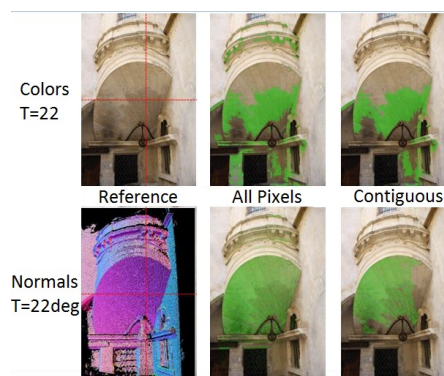 Colors
T=22
Reference
All Pixels
Contiguous
Normals
T=22deg